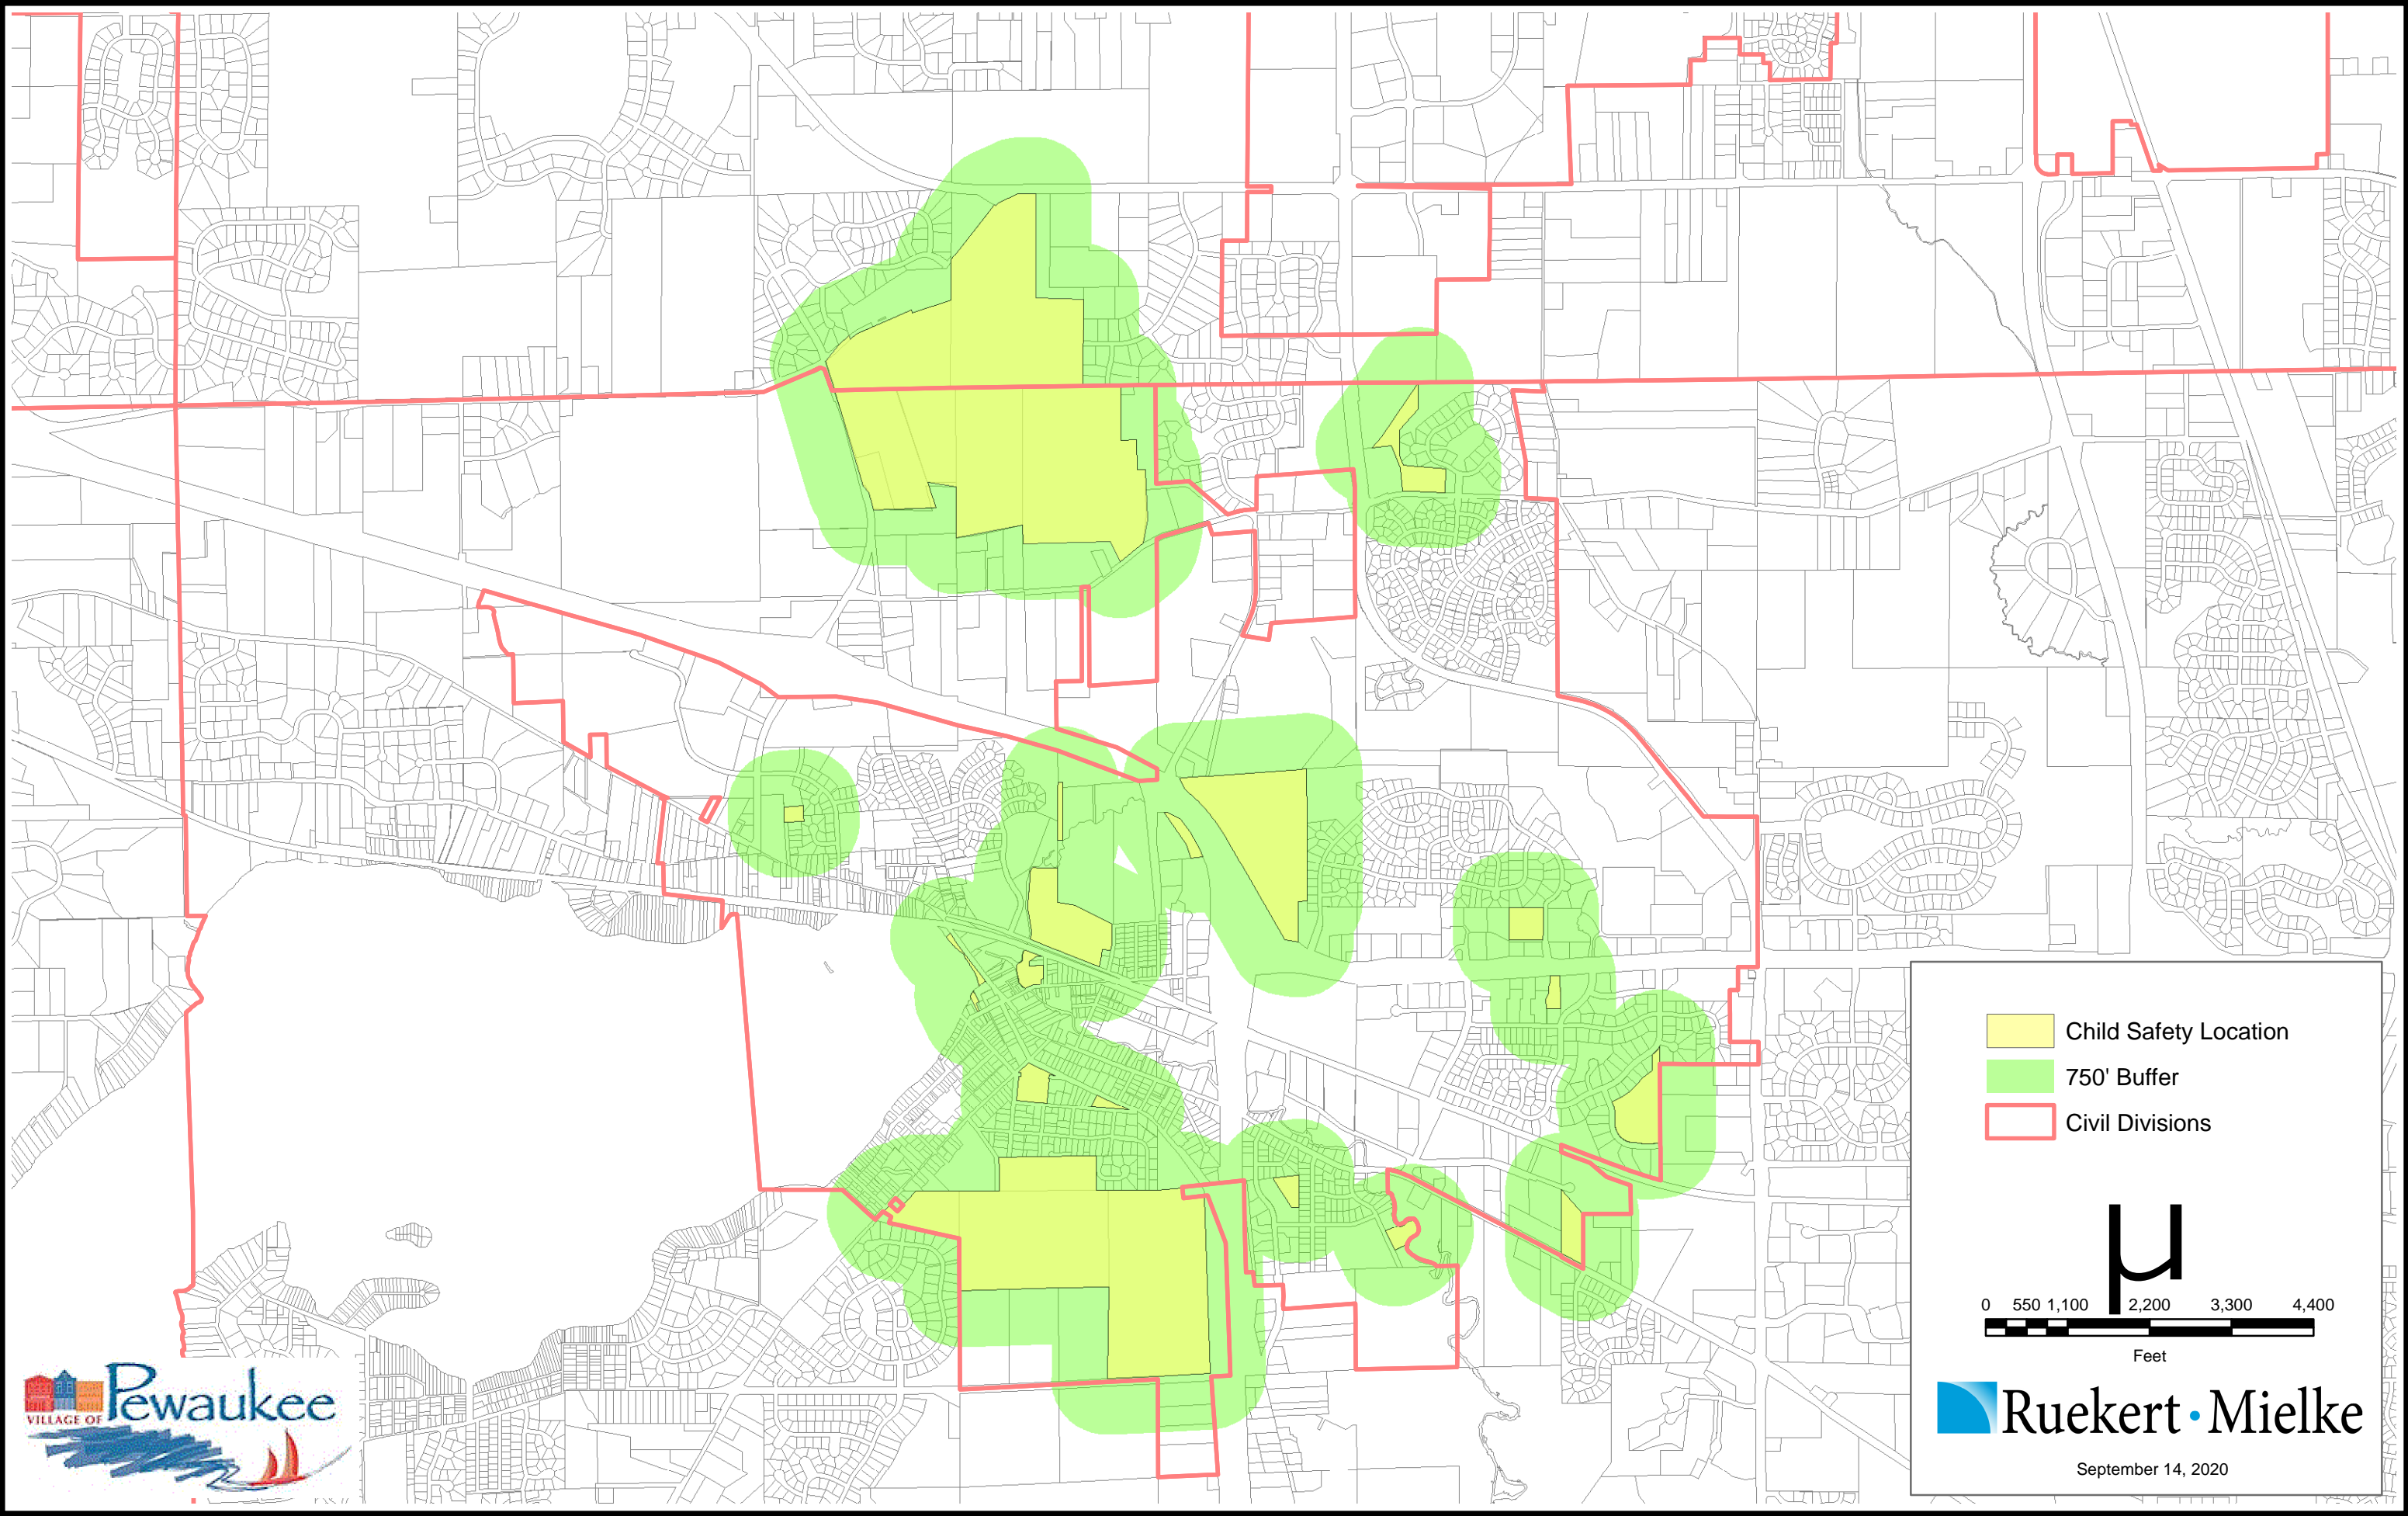 Child Safety Location
750' Buffer
Civil Divisions
µ
0 550 1,100 2,200 3,300 4,400
Feet
VILLAGE OF Pewaukee
Ruekert·Mielke
September 14, 2020